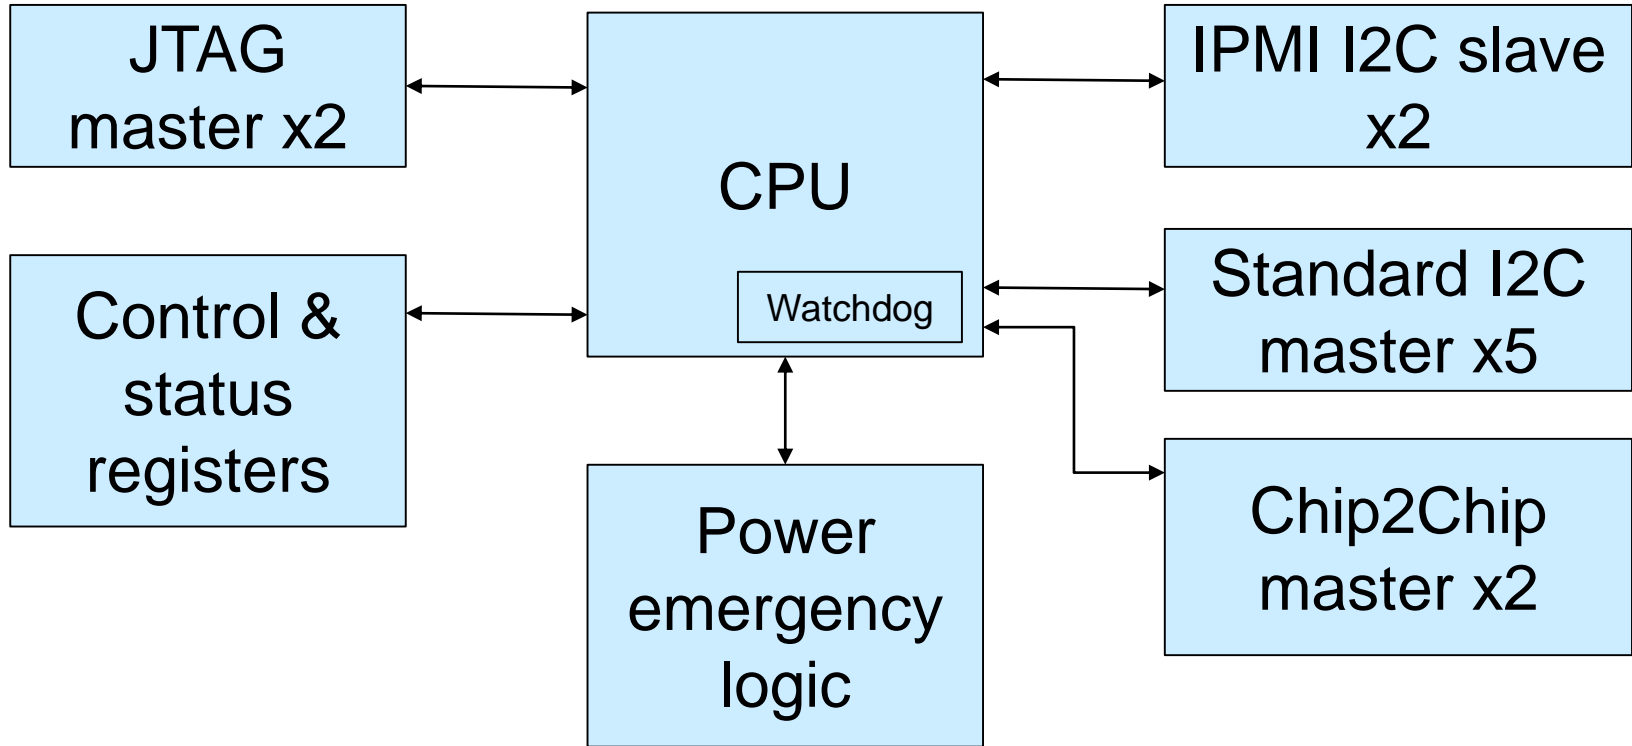 JTAG
master x2
CPU
Watchdog
IPMI I2C slave
x2
Control &
status
registers
Standard I2C
master x5
Power
emergency
logic
Chip2Chip
master x2